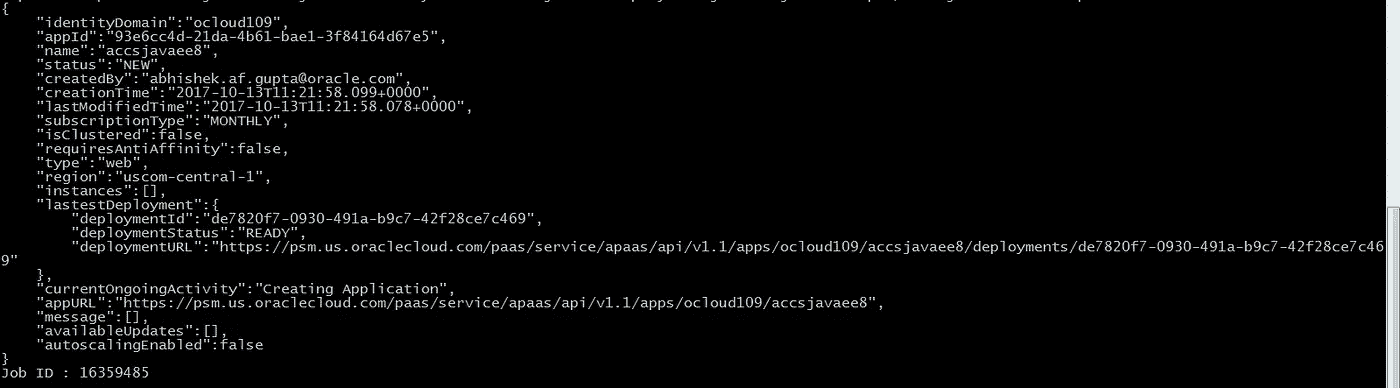 {
    "identityDomain":"ocloud109",
    "appId":"93e6cc4d-21da-4b61-bae1-3f84164d67e5",
    "name":"accsjavaee8",
    "status":"NEW",
    "createdBy":"abhishek.af.gupta@oracle.com",
    "creationTime":"2017-10-13T11:21:58.099+0000",
    "lastModifiedTime":"2017-10-13T11:21:58.078+0000",
    "subscriptionType":"MONTHLY",
    "isClustered":false,
    "requiresAntiAffinity":false,
    "type":"web",
    "region":"uscom-central-1",
    "instances":[],
    "lastestDeployment":{
        "deploymentId":"de7820f7-0930-491a-b9c7-42f28ce7c469",
        "deploymentStatus":"READY",
        "deploymentURL":"https://psm.us.oraclecloud.com/paas/service/apaas/api/v1.1/apps/ocloud109/accsjavaee8/deployments/de7820f7-0930-491a-b9c7-42f28ce7c46
9"
    },
    "currentOngoingActivity":"Creating Application",
    "appURL":"https://psm.us.oraclecloud.com/paas/service/apaas/api/v1.1/apps/ocloud109/accsjavaee8",
    "message":[],
    "availableUpdates":[],
    "autoscalingEnabled":false
}
Job ID : 16359485